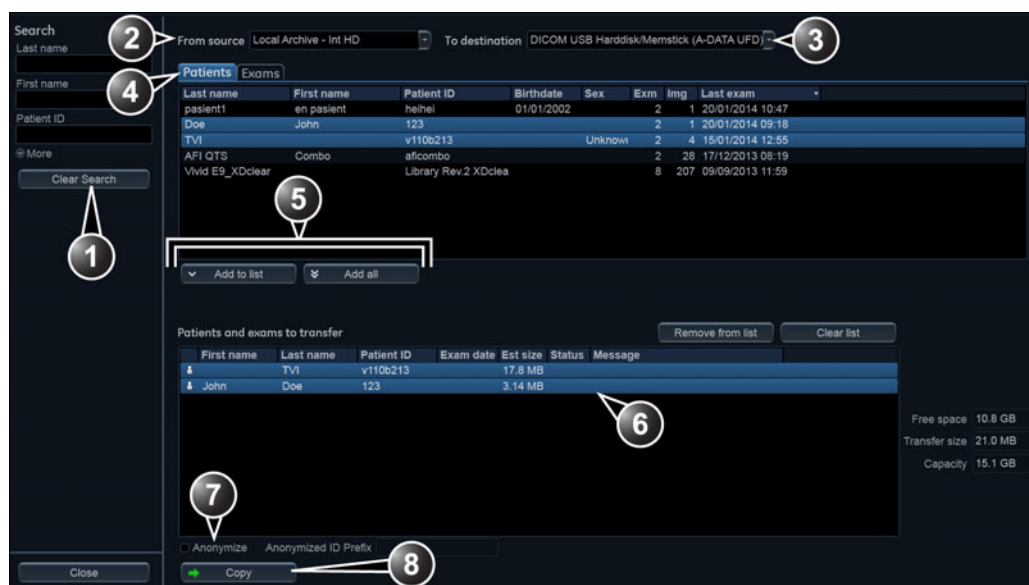 Search
Last name
First name
Patient ID
More
Clear Search
1
2
From source Local Archive - Int HD To destination DICOM USB Harddisk/Memstick (A-DATA UFD)
3
4
Patients Exams
Last name First name Patient ID Birthdate Sex Exm Img Last exam
pasient1 en pasient heihei 01/01/2002 2 1 20/01/2014 10:47
Doe John 123 2 1 20/01/2014 09:18
TVI v110b213 Unknow 2 4 15/01/2014 12:55
AFI QTS Combo aficombo 2 28 17/12/2013 08:19
Vivid E9_XDclear Library Rev.2 XDclea 8 207 09/09/2013 11:59
5
Add to list Add all
Patients and exams to transfer Remove from list Clear list
First name Last name Patient ID Exam date Est size Status Message
TVI v110b213 17.8 MB
John Doe 123 3.14 MB
6
Free space 10.8 GB
Transfer size 21.0 MB
Capacity 15.1 GB
7
Anonymize Anonymized ID Prefix
8
Copy
Close